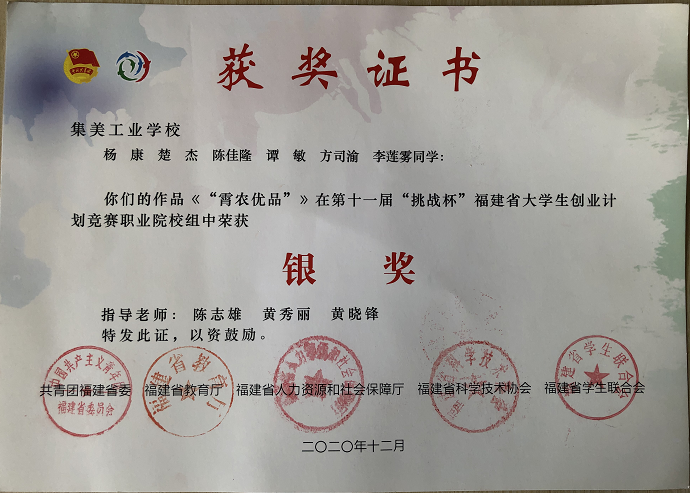 获奖证书
集美工业学校
杨 康 楚 杰 陈佳隆 谭 敏 方司渝 李莲雾同学：
你们的作品《“霄农优品”》在第十一届“挑战杯”福建省大学生创业计
划竞赛职业院校组中荣获
银 奖
指导老师： 陈志雄 黄秀丽 黄晓锋
特发此证，以资鼓励。
共青团福建省委 福建省教育厅 福建省人力资源和社会保障厅 福建省科学技术协会 福建省学生联合会
福建省委员会
二〇二〇年十二月